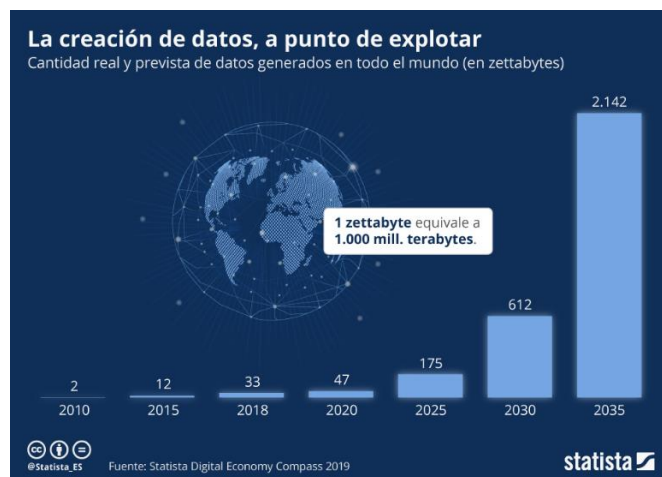 La creación de datos, a punto de explotar
Cantidad real y prevista de datos generados en todo el mundo (en zettabytes)
2.142
1 zettabyte equivale a
1.000 mill. terabytes.
612
175
47
33
12
2
2010 2015 2018 2020 2025 2030 2035
cc
@Statista_ES
Fuente: Statista Digital Economy Compass 2019
statista